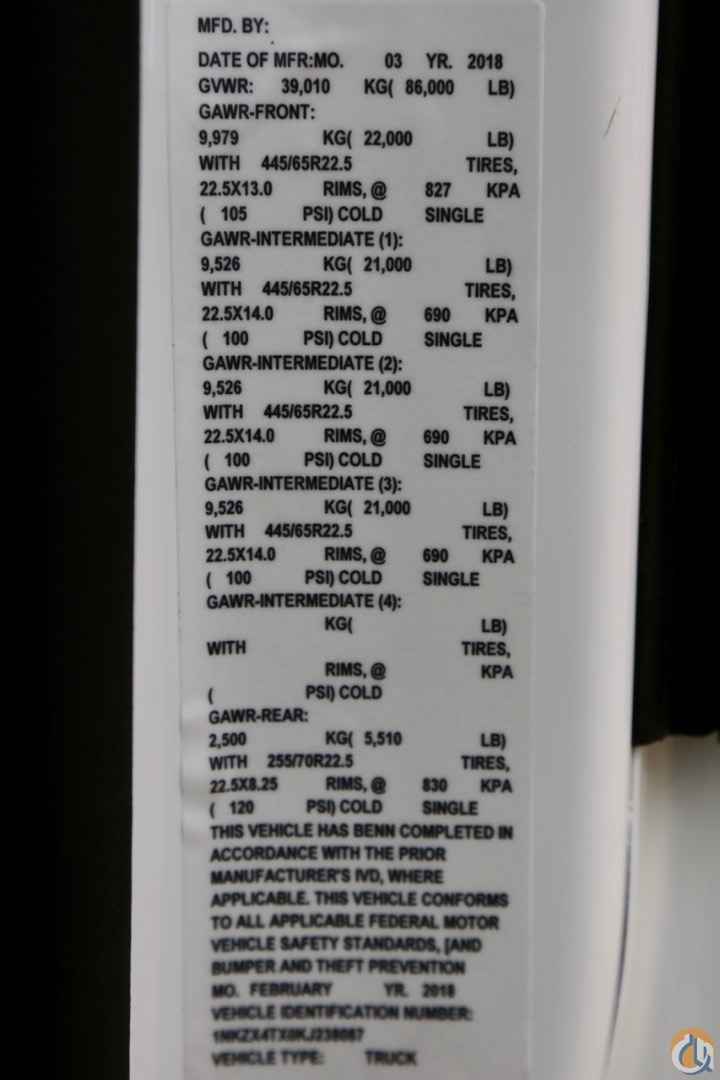 MFD. BY:
DATE OF MFR:MO. 03 YR. 2018
GVWR: 39,010 KG( 86,000 LB)
GAWR-FRONT:
9,979 KG( 22,000 LB)
WITH 445/65R22.5 TIRES,
22.5X13.0 RIMS, @ 827 KPA
( 105 PSI) COLD SINGLE
GAWR-INTERMEDIATE (1):
9,526 KG( 21,000 LB)
WITH 445/65R22.5 TIRES,
22.5X14.0 RIMS, @ 690 KPA
( 100 PSI) COLD SINGLE
GAWR-INTERMEDIATE (2):
9,526 KG( 21,000 LB)
WITH 445/65R22.5 TIRES,
22.5X14.0 RIMS, @ 690 KPA
( 100 PSI) COLD SINGLE
GAWR-INTERMEDIATE (3):
9,526 KG( 21,000 LB)
WITH 445/65R22.5 TIRES,
22.5X14.0 RIMS, @ 690 KPA
( 100 PSI) COLD SINGLE
GAWR-INTERMEDIATE (4):
KG( LB)
WITH TIRES,
RIMS, @ KPA
( PSI) COLD
GAWR-REAR:
2,500 KG( 5,510 LB)
WITH 255/70R22.5 TIRES,
22.5X8.25 RIMS, @ 830 KPA
( 120 PSI) COLD SINGLE
THIS VEHICLE HAS BENN COMPLETED IN
ACCORDANCE WITH THE PRIOR
MANUFACTURER'S IVD, WHERE
APPLICABLE. THIS VEHICLE CONFORMS
TO ALL APPLICABLE FEDERAL MOTOR
VEHICLE SAFETY STANDARDS, [AND
BUMPER AND THEFT PREVENTION
MO. FEBRUARY YR. 2018
VEHICLE IDENTIFICATION NUMBER:
VEHICLE TYPE: TRUCK